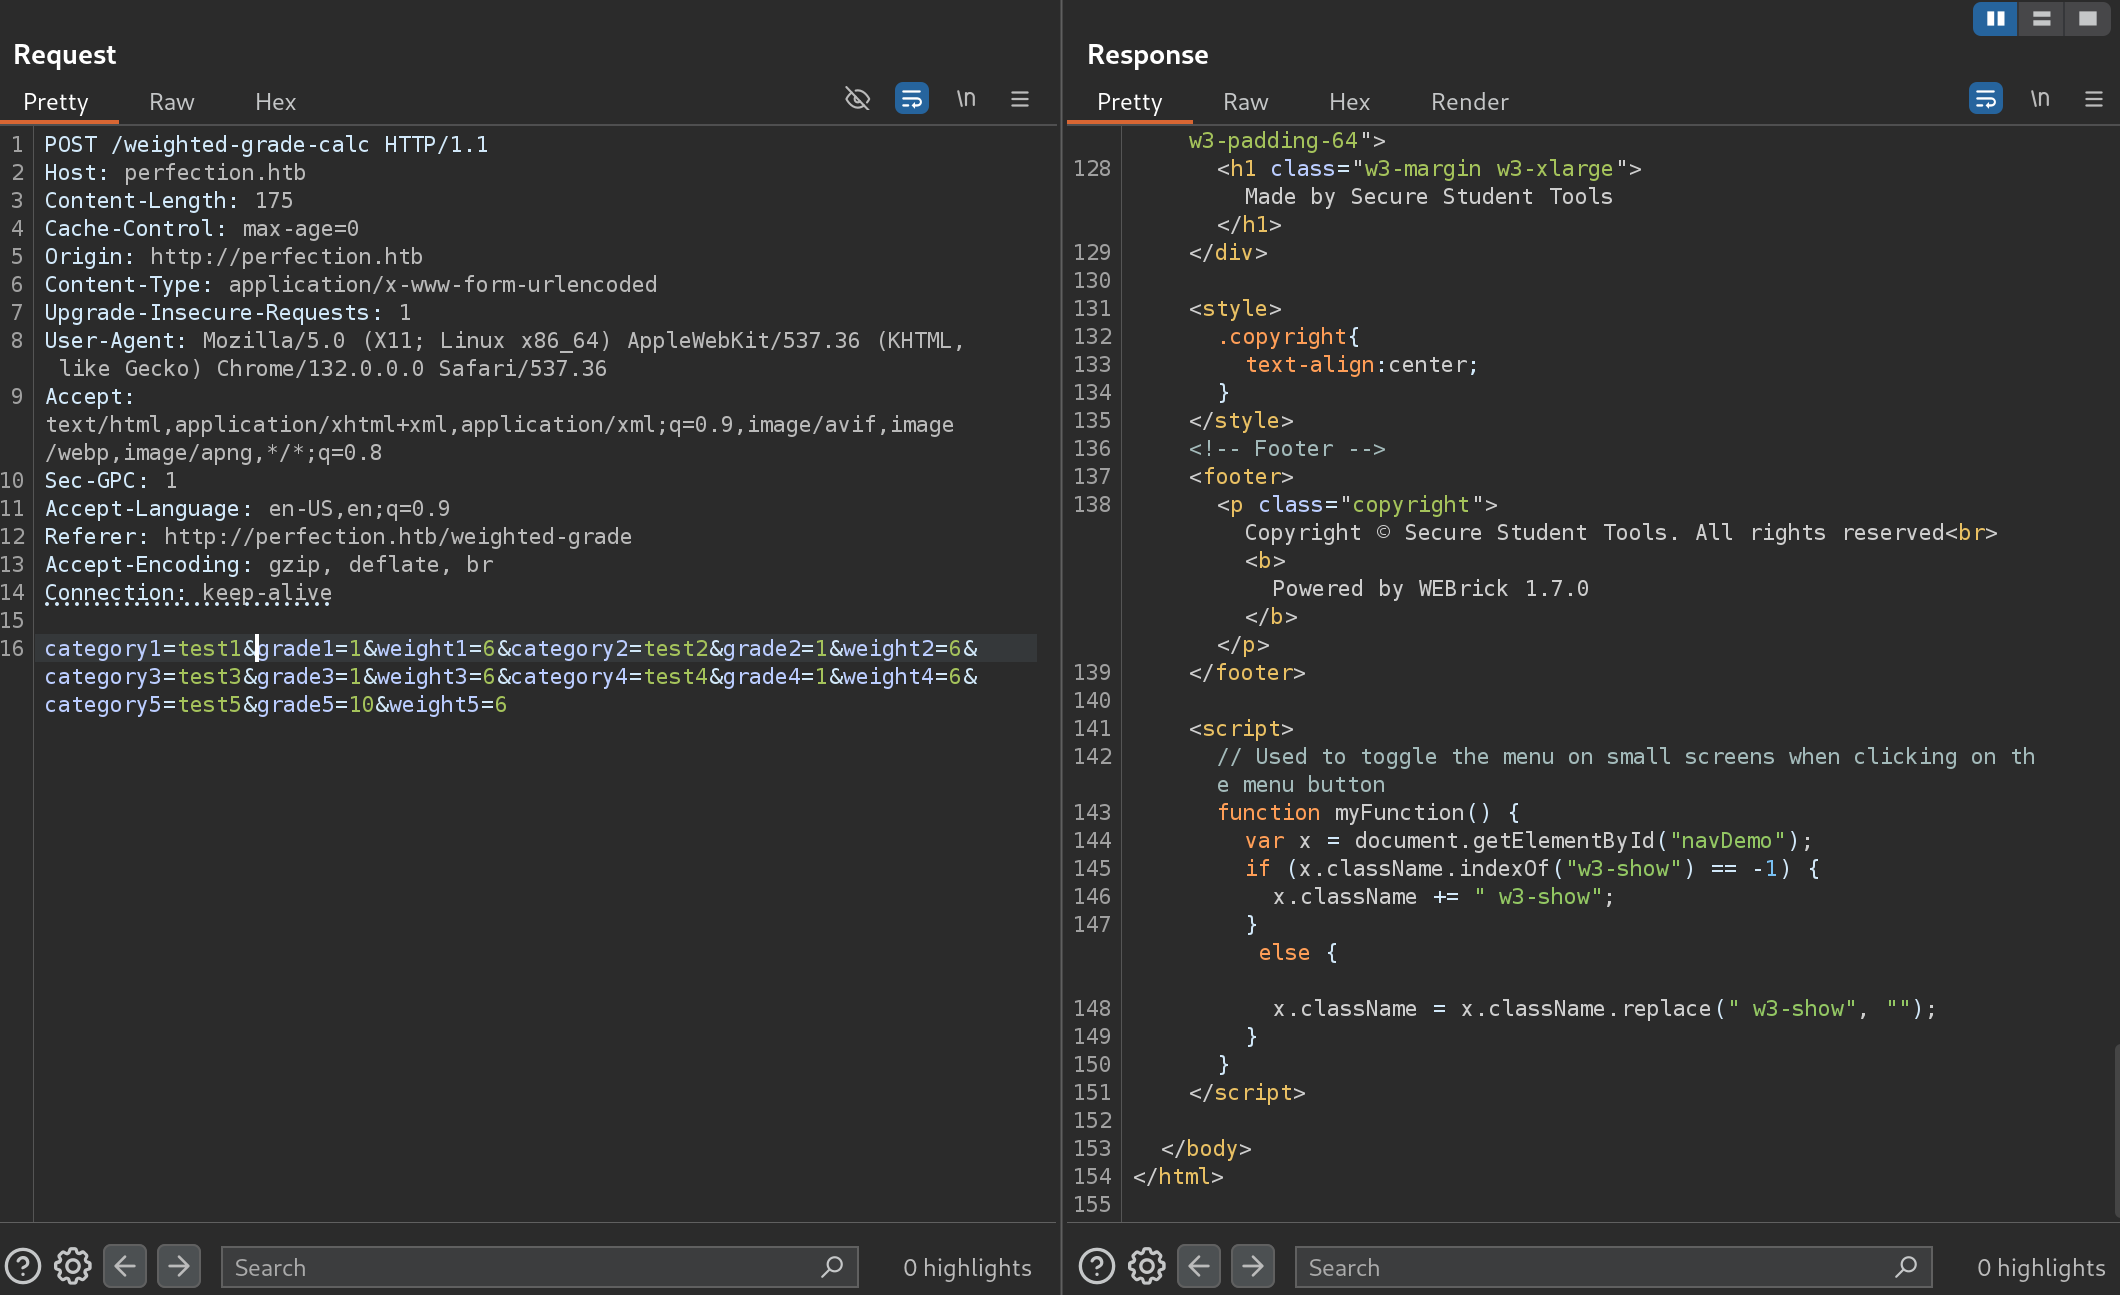 Request
Pretty Raw Hex \n
1 POST /weighted-grade-calc HTTP/1.1
2 Host: perfection.htb
3 Content-Length: 175
4 Cache-Control: max-age=0
5 Origin: http://perfection.htb
6 Content-Type: application/x-www-form-urlencoded
7 Upgrade-Insecure-Requests: 1
8 User-Agent: Mozilla/5.0 (X11; Linux x86_64) AppleWebKit/537.36 (KHTML,
like Gecko) Chrome/132.0.0.0 Safari/537.36
9 Accept:
text/html,application/xhtml+xml,application/xml;q=0.9,image/avif,image
/webp,image/apng,*/*;q=0.8
10 Sec-GPC: 1
11 Accept-Language: en-US,en;q=0.9
12 Referer: http://perfection.htb/weighted-grade
13 Accept-Encoding: gzip, deflate, br
14 Connection: keep-alive
15
16 category1=test1&grade1=1&weight1=6&category2=test2&grade2=1&weight2=6&
category3=test3&grade3=1&weight3=6&category4=test4&grade4=1&weight4=6&
category5=test5&grade5=10&weight5=6
Search 0 highlights
Response
Pretty Raw Hex Render \n
w3-padding-64">
128 <h1 class="w3-margin w3-xlarge">
Made by Secure Student Tools
</h1>
129 </div>
130
131 <style>
132 .copyright{
133 text-align:center;
134 }
135 </style>
136 <!-- Footer -->
137 <footer>
138 <p class="copyright">
Copyright © Secure Student Tools. All rights reserved<br>
<b>
Powered by WEBrick 1.7.0
</b>
</p>
139 </footer>
140
141 <script>
142 // Used to toggle the menu on small screens when clicking on th
e menu button
143 function myFunction() {
144 var x = document.getElementById("navDemo");
145 if (x.className.indexOf("w3-show") == -1) {
146 x.className += " w3-show";
147 }
else {
148 x.className = x.className.replace(" w3-show", "");
149 }
150 }
151 </script>
152
153 </body>
154 </html>
155
Search 0 highlights